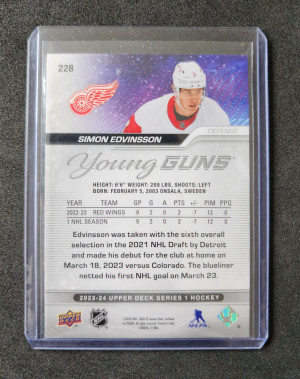 228
SIMON EDVINSSON
DEFENSE
Young GUNS
HEIGHT: 6'6" WEIGHT: 209 LBS. SHOOTS: LEFT
BORN: FEBRUARY 5, 2003 ONSALA, SWEDEN
YEAR TEAM GP G A PTS +/- PIM PPG
2022-23 RED WINGS 9 2 0 2 -7 12 0
1 NHL SEASON 9 2 0 2 -7 12 0
Edvinsson was taken with the sixth overall
selection in the 2021 NHL Draft by Detroit
and made his debut for the club at home on
March 18, 2023 versus Colorado. The blueliner
netted his first NHL goal on March 23.
2023-24 UPPER DECK SERIES 1 HOCKEY
NHL
NHLPA